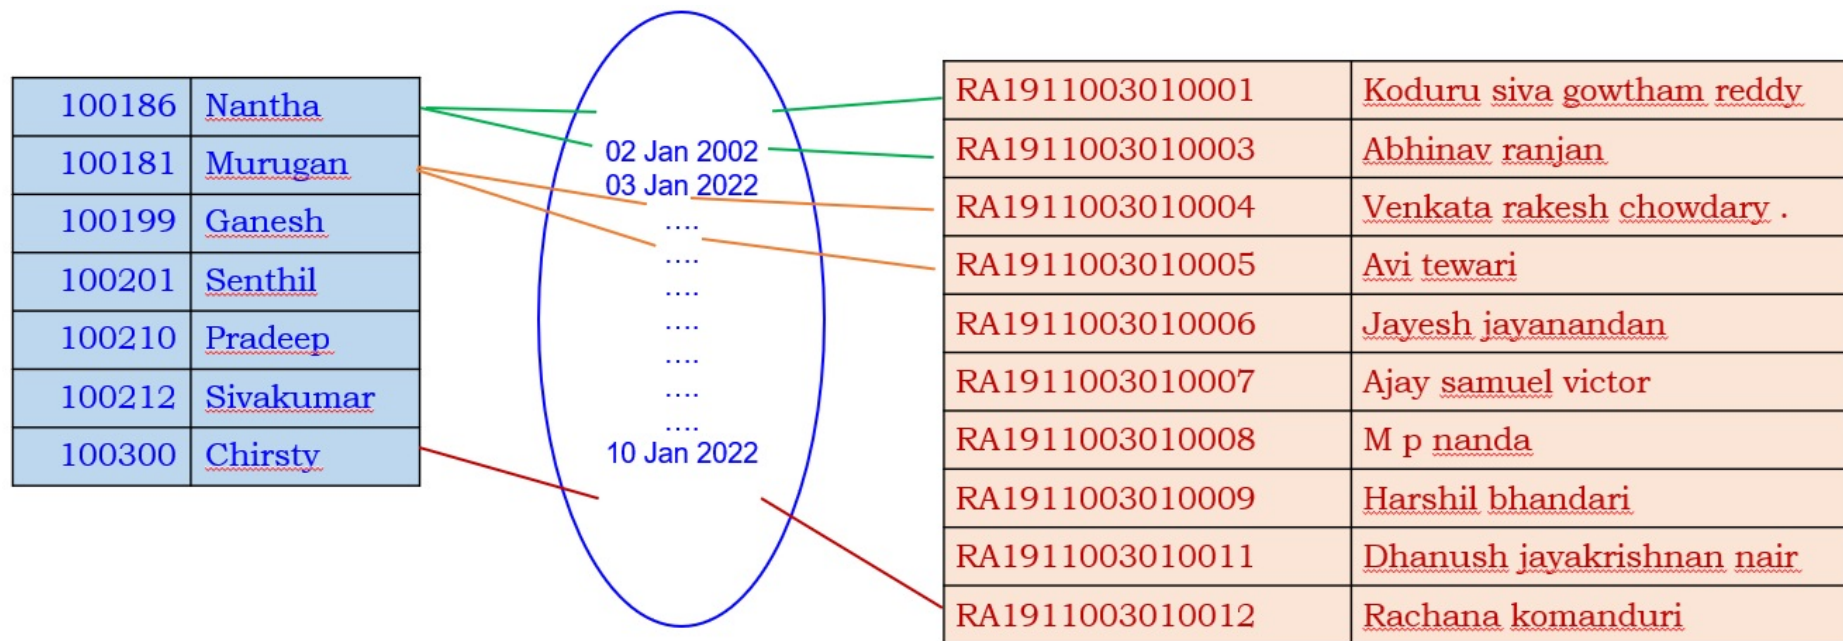 100186 Nantha
100181 Murugan
100199 Ganesh
100201 Senthil
100210 Pradeep
100212 Sivakumar
100300 Chirsty
02 Jan 2002
03 Jan 2022
....
....
....
....
....
....
....
10 Jan 2022
RA1911003010001 Koduru siva gowtham reddy
RA1911003010003 Abhinav ranjan
RA1911003010004 Venkata rakesh chowdary .
RA1911003010005 Avi tewari
RA1911003010006 Jayesh jayanandan
RA1911003010007 Ajay samuel victor
RA1911003010008 M p nanda
RA1911003010009 Harshil bhandari
RA1911003010011 Dhanush jayakrishnan nair
RA1911003010012 Rachana komanduri